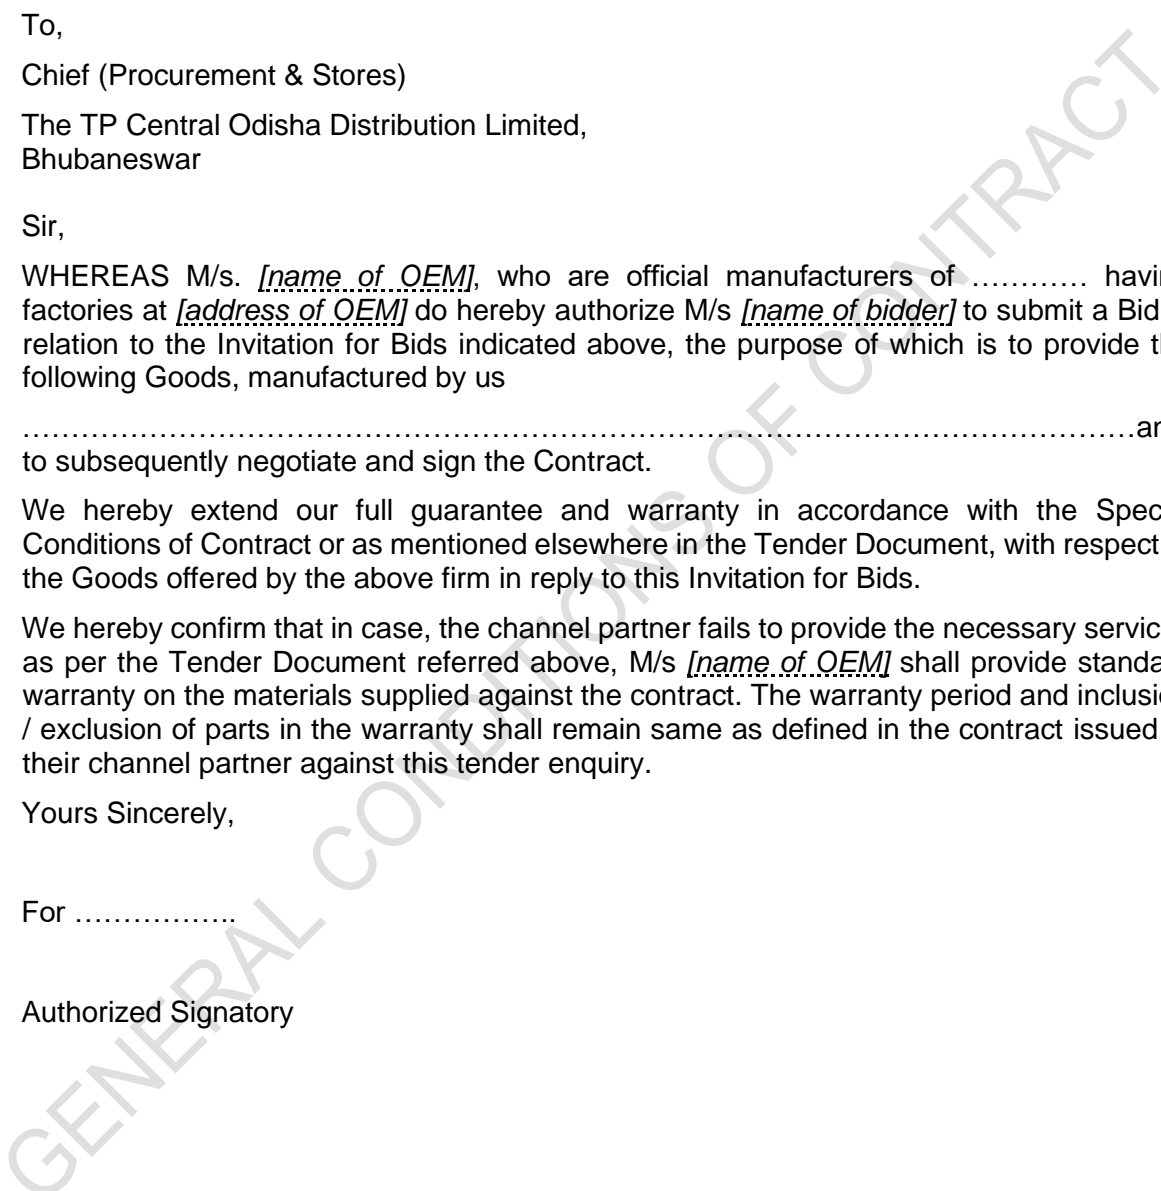 To,
Chief (Procurement & Stores)
The TP Central Odisha Distribution Limited,
Bhubaneswar
Sir,
WHEREAS M/s. [name of OEM], who are official manufacturers of ………… havin
factories at [address of OEM] do hereby authorize M/s [name of bidder] to submit a Bid
relation to the Invitation for Bids indicated above, the purpose of which is to provide th
following Goods, manufactured by us
……………………………………………………………………………………………………an
to subsequently negotiate and sign the Contract.
We hereby extend our full guarantee and warranty in accordance with the Spec
Conditions of Contract or as mentioned elsewhere in the Tender Document, with respect
the Goods offered by the above firm in reply to this Invitation for Bids.
We hereby confirm that in case, the channel partner fails to provide the necessary servic
as per the Tender Document referred above, M/s [name of OEM] shall provide standa
warranty on the materials supplied against the contract. The warranty period and inclusi
/ exclusion of parts in the warranty shall remain same as defined in the contract issued
their channel partner against this tender enquiry.
Yours Sincerely,
For ……………..
Authorized Signatory
GENERAL CONDITIONS OF CONTRACT